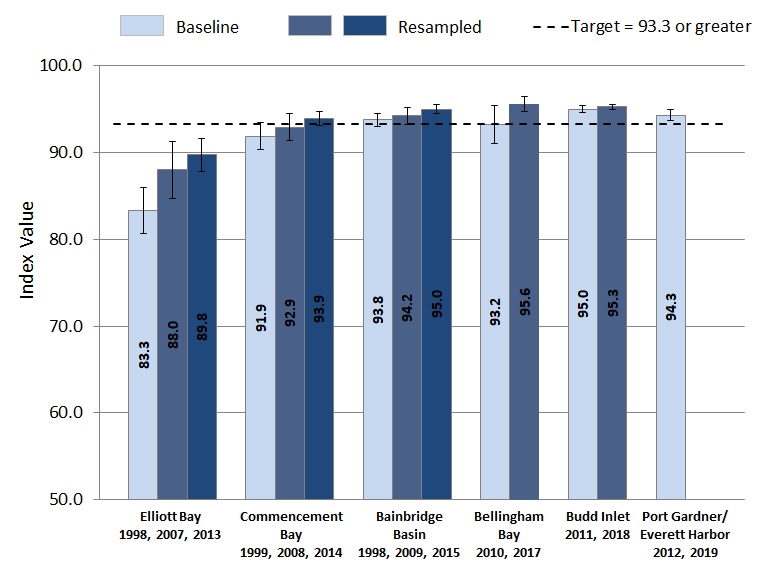 Baseline
Resampled
Target = 93.3 or greater
100.0
90.0
80.0
70.0
60.0
50.0
Index Value
83.3
88.0
89.8
91.9
92.9
93.9
93.8
94.2
95.0
93.2
95.6
95.0
95.3
94.3
Elliott Bay
1998, 2007, 2013
Commencement
Bay
1999, 2008, 2014
Bainbridge
Basin
1998, 2009, 2015
Bellingham
Bay
2010, 2017
Budd Inlet
2011, 2018
Port Gardner/
Everett Harbor
2012, 2019